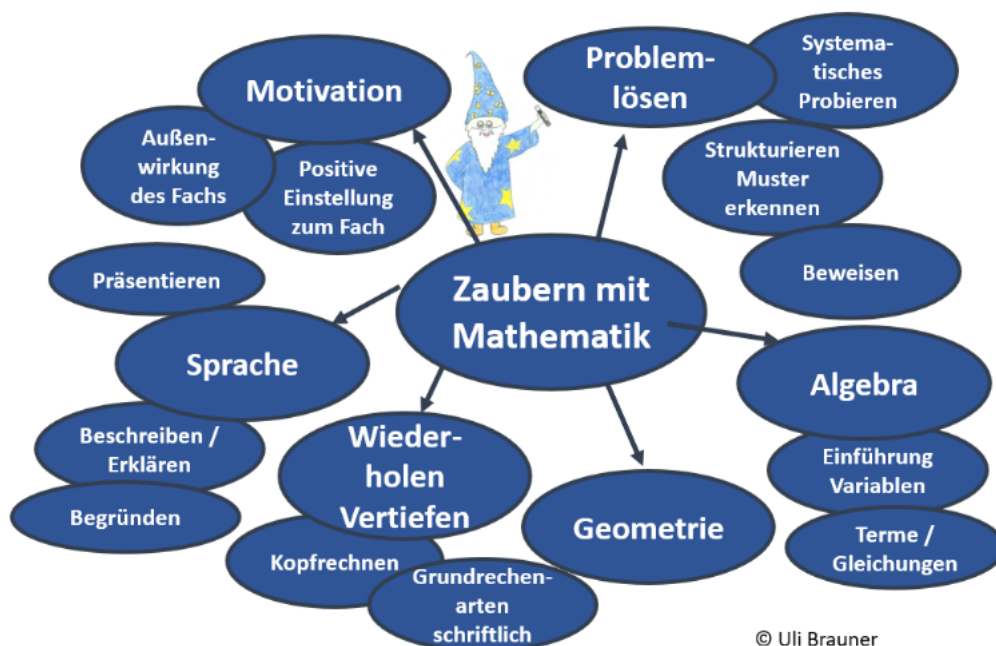 Motivation
Außen-
wirkung
des Fachs
Positive
Einstellung
zum Fach
Problem-
lösen
Systema-
tisches
Probieren
Strukturieren
Muster
erkennen
Beweisen
Zaubern mit
Mathematik
Präsentieren
Sprache
Beschreiben /
Erklären
Begründen
Wieder-
holen
Vertiefen
Kopfrechnen
Grundrechen-
arten
schriftlich
Geometrie
Algebra
Einführung
Variablen
Terme /
Gleichungen
© Uli Brauner